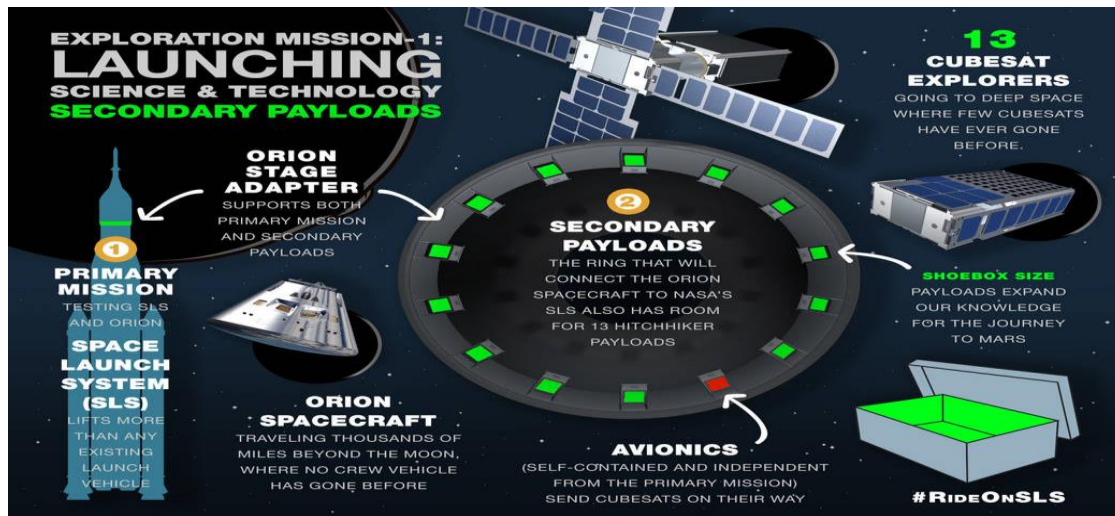 EXPLORATION MISSION-1:
LAUNCHING
SCIENCE & TECHNOLOGY
SECONDARY PAYLOADS
ORION
STAGE
ADAPTER
SUPPORTS BOTH
PRIMARY MISSION
AND SECONDARY
PAYLOADS
1
PRIMARY
MISSION
TESTING SLS
AND ORION
SPACE
LAUNCH
SYSTEM
(SLS)
LIFTS MORE
THAN ANY
EXISTING
LAUNCH
VEHICLE
ORION
SPACECRAFT
TRAVELING THOUSANDS OF
MILES BEYOND THE MOON,
WHERE NO CREW VEHICLE
HAS GONE BEFORE
2
SECONDARY
PAYLOADS
THE RING THAT WILL
CONNECT THE ORION
SPACECRAFT TO NASA'S
SLS ALSO HAS ROOM
FOR 13 HITCHHIKER
PAYLOADS
AVIONICS
(SELF-CONTAINED AND INDEPENDENT
FROM THE PRIMARY MISSION)
SEND CUBESATS ON THEIR WAY
13
CUBESAT
EXPLORERS
GOING TO DEEP SPACE
WHERE FEW CUBESATS
HAVE EVER GONE
BEFORE.
SHOEBOX SIZE
PAYLOADS EXPAND
OUR KNOWLEDGE
FOR THE JOURNEY
TO MARS
#RIDEONSLS